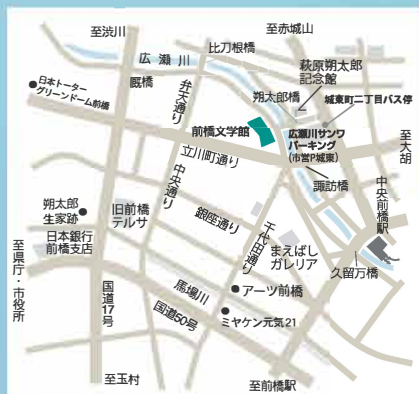 至渋川
至赤城山
広瀬川
比刀根橋
萩原朔太郎
記念館
厩橋
日本トーター
グリーンドーム前橋
弁天通り
朔太郎橋
城東町二丁目バス停
前橋文学館
広瀬川サンワ
パーキング
(市営P城東)
至大胡
立川町通り
諏訪橋
中央通り
中央前橋駅
朔太郎
生家跡
旧前橋
テルサ
銀座通り
千代田通り
日本銀行
前橋支店
まえばし
ガレリア
久留万橋
至県庁・市役所
国道17号
馬場川
アーツ前橋
国道50号
ミヤケン元気21
至玉村
至前橋駅